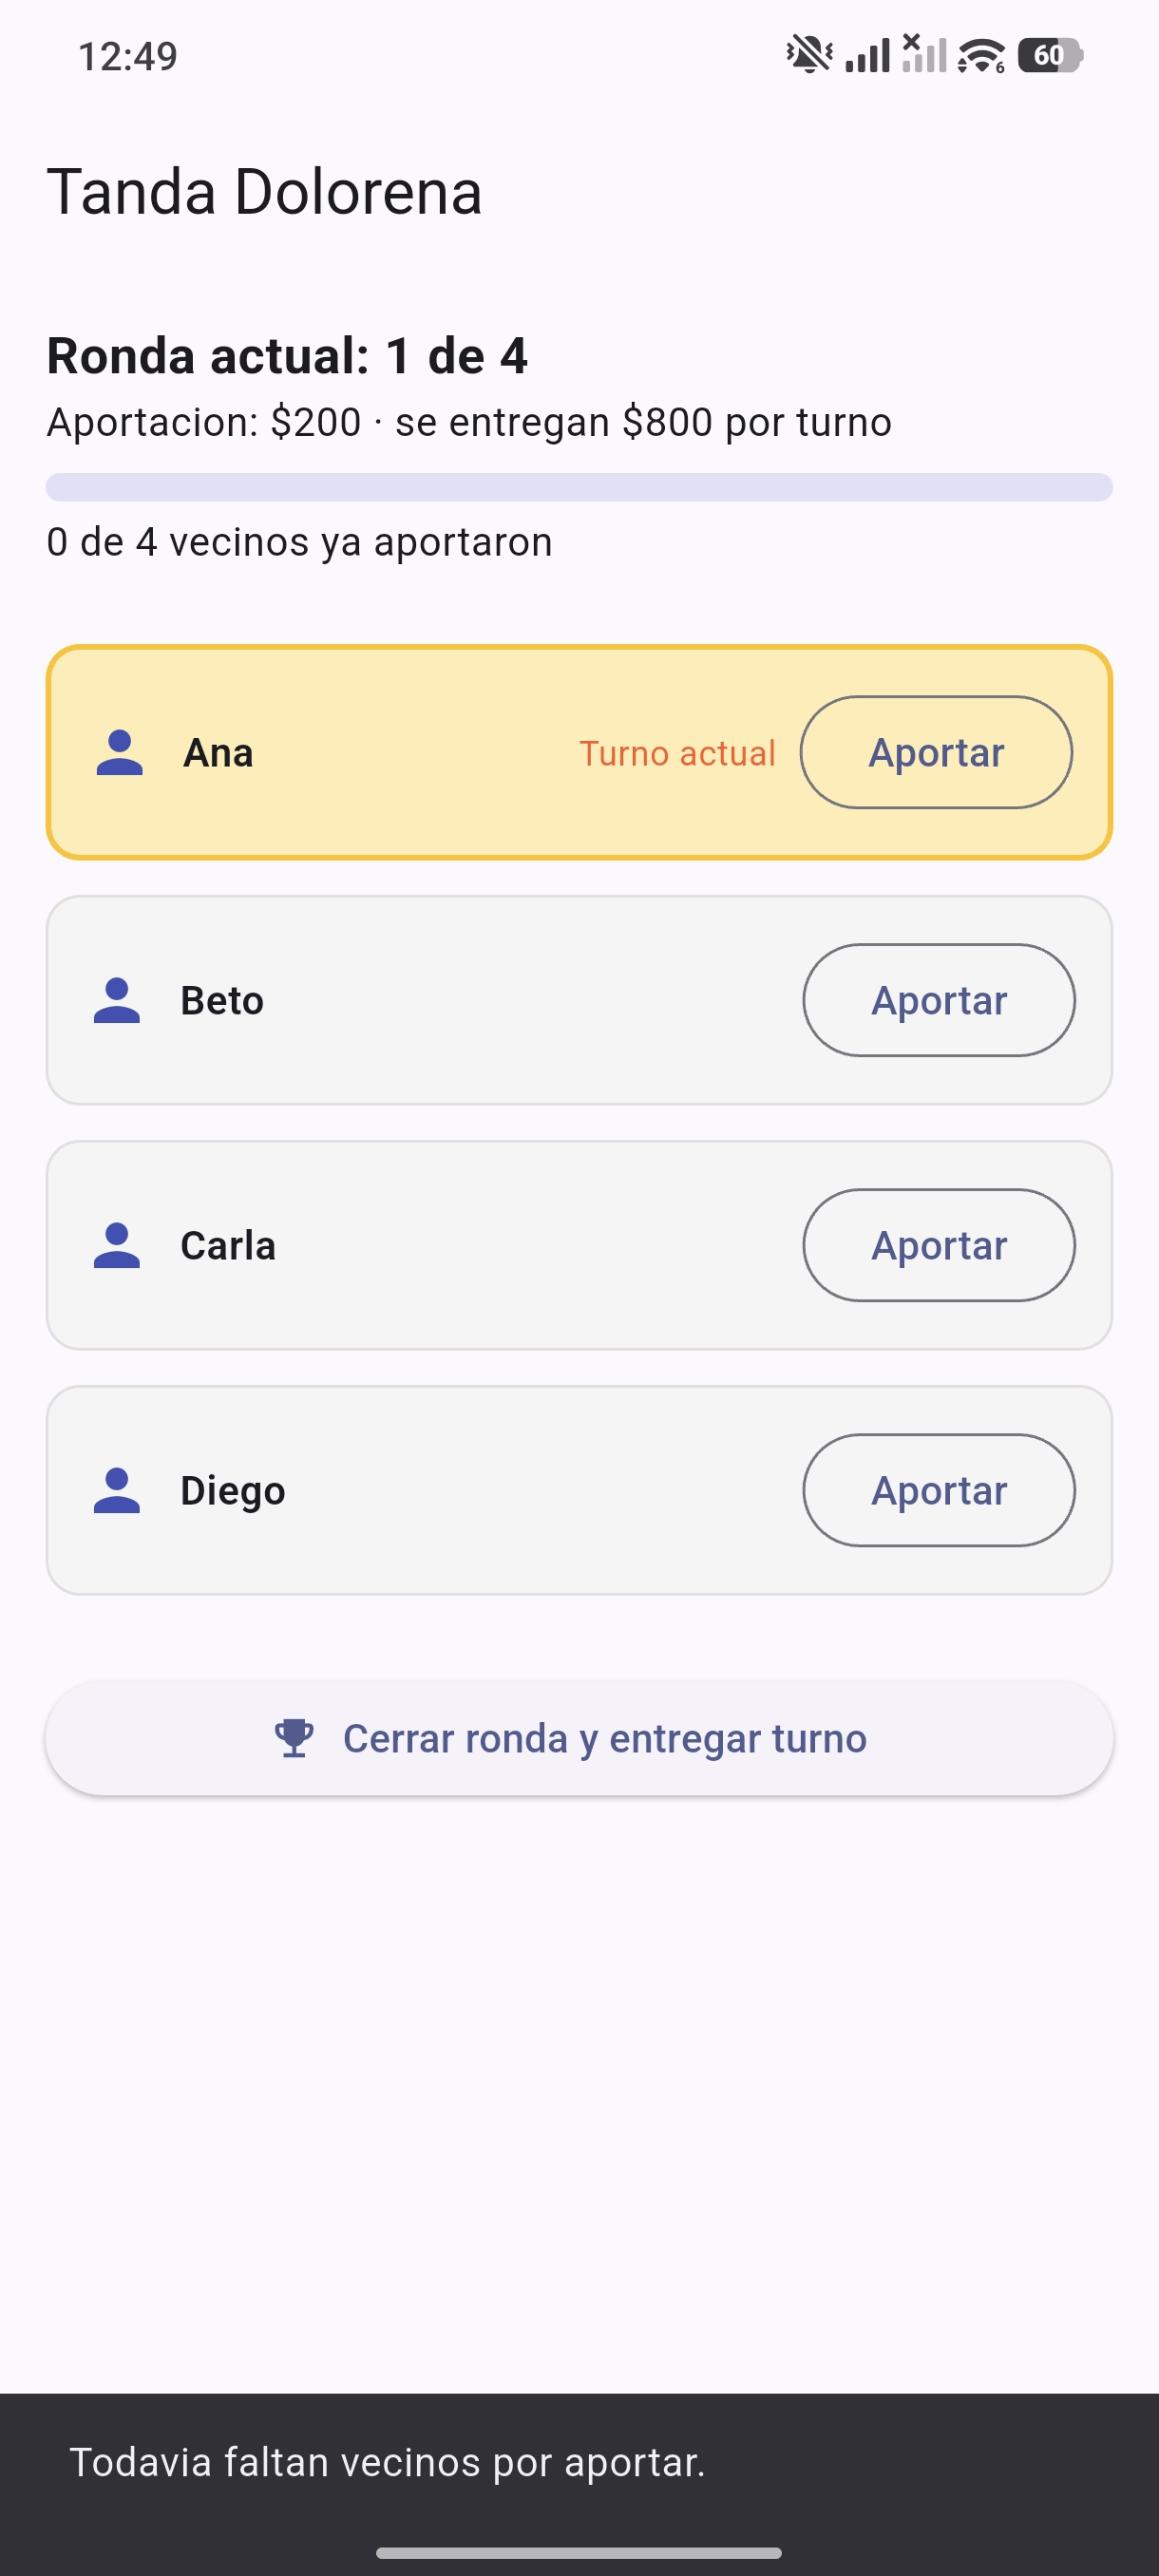 12:49
6
60
Tanda Dolorena
Ronda actual: 1 de 4
Aportacion: $200 · se entregan $800 por turno
0 de 4 vecinos ya aportaron
Ana Turno actual Aportar
Beto Aportar
Carla Aportar
Diego Aportar
Cerrar ronda y entregar turno
Todavia faltan vecinos por aportar.